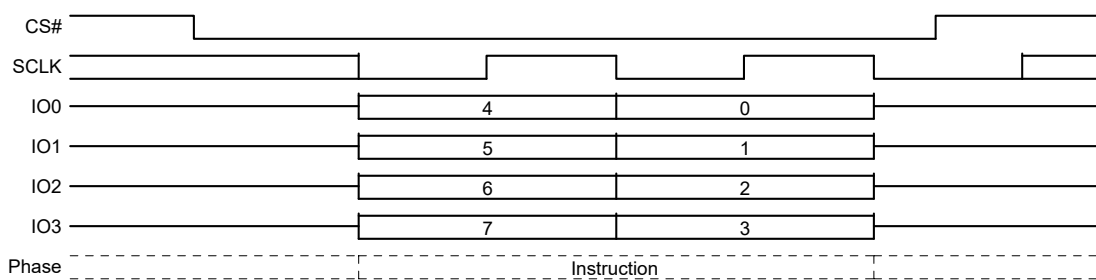 CS#
SCLK
IO0 4 0
IO1 5 1
IO2 6 2
IO3 7 3
Phase Instruction